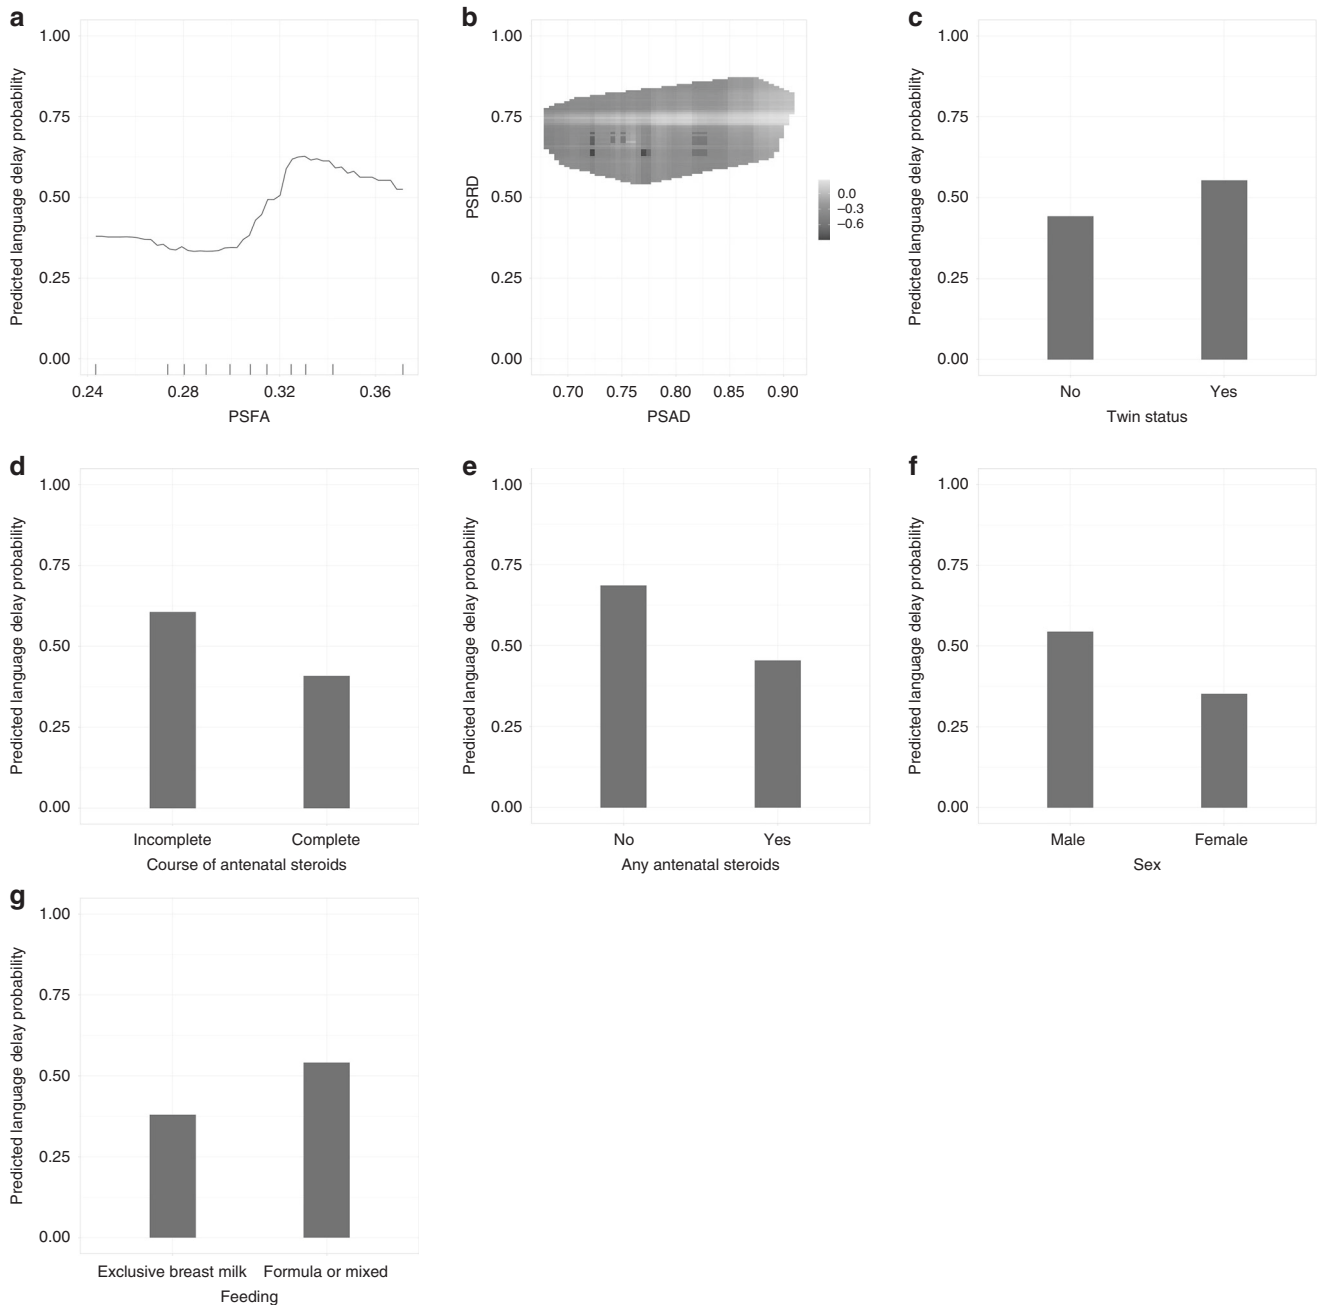 a
Predicted language delay probability
1.00
0.75
0.50
0.25
0.00
0.24 0.28 0.32 0.36
PSFA
b
PSRD
1.00
0.75
0.50
0.25
0.00
0.70 0.75 0.80 0.85 0.90
PSAD
0.0
−0.3
−0.6
c
Predicted language delay probability
1.00
0.75
0.50
0.25
0.00
No Yes
Twin status
d
Predicted language delay probability
1.00
0.75
0.50
0.25
0.00
Incomplete Complete
Course of antenatal steroids
e
Predicted language delay probability
1.00
0.75
0.50
0.25
0.00
No Yes
Any antenatal steroids
f
Predicted language delay probability
1.00
0.75
0.50
0.25
0.00
Male Female
Sex
g
Predicted language delay probability
1.00
0.75
0.50
0.25
0.00
Exclusive breast milk Formula or mixed
Feeding